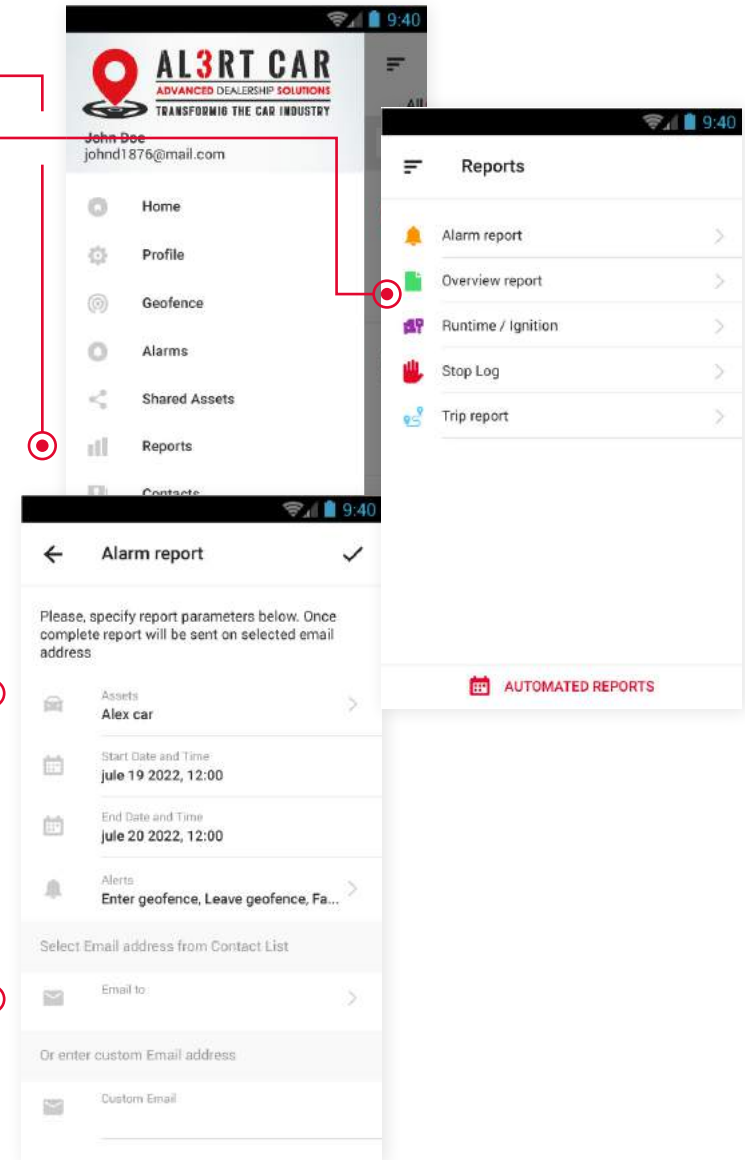 9:40
AL3RT CAR
ADVANCED DEALERSHIP SOLUTIONS
TRANSFORMIG THE CAR INDUSTRY
John Doe
johnd1876@mail.com
Home
Profile
Geofence
Alarms
Shared Assets
Reports
Contacts
9:40
Reports
Alarm report
Overview report
Runtime / Ignition
Stop Log
Trip report
AUTOMATED REPORTS
9:40
Alarm report
Please, specify report parameters below. Once
complete report will be sent on selected email
address
Assets
Alex car
Start Date and Time
jule 19 2022, 12:00
End Date and Time
jule 20 2022, 12:00
Alerts
Enter geofence, Leave geofence, Fa...
Select Email address from Contact List
Email to
Or enter custom Email address
Custom Email